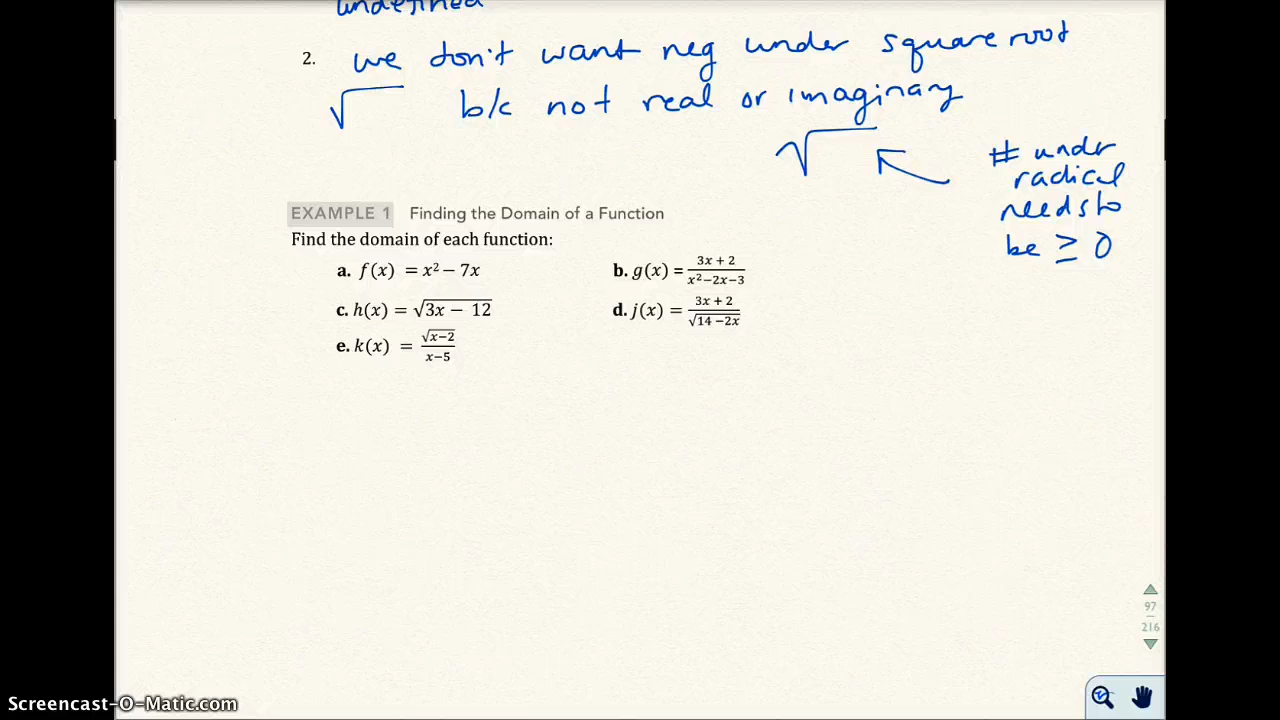 undefined
2. we don't want neg under square root
√ b/c not real or imaginary
√
# under
radical
needs to
be ≥ 0
EXAMPLE 1 Finding the Domain of a Function
Find the domain of each function:
a. f(x) = x² − 7x b. g(x) = (3x + 2)/(x²−2x−3)
c. h(x) = √(3x − 12) d. j(x) = (3x + 2)/√(14 −2x)
e. k(x) = √(x−2)/(x−5)
97
216
Screencast-O-Matic.com